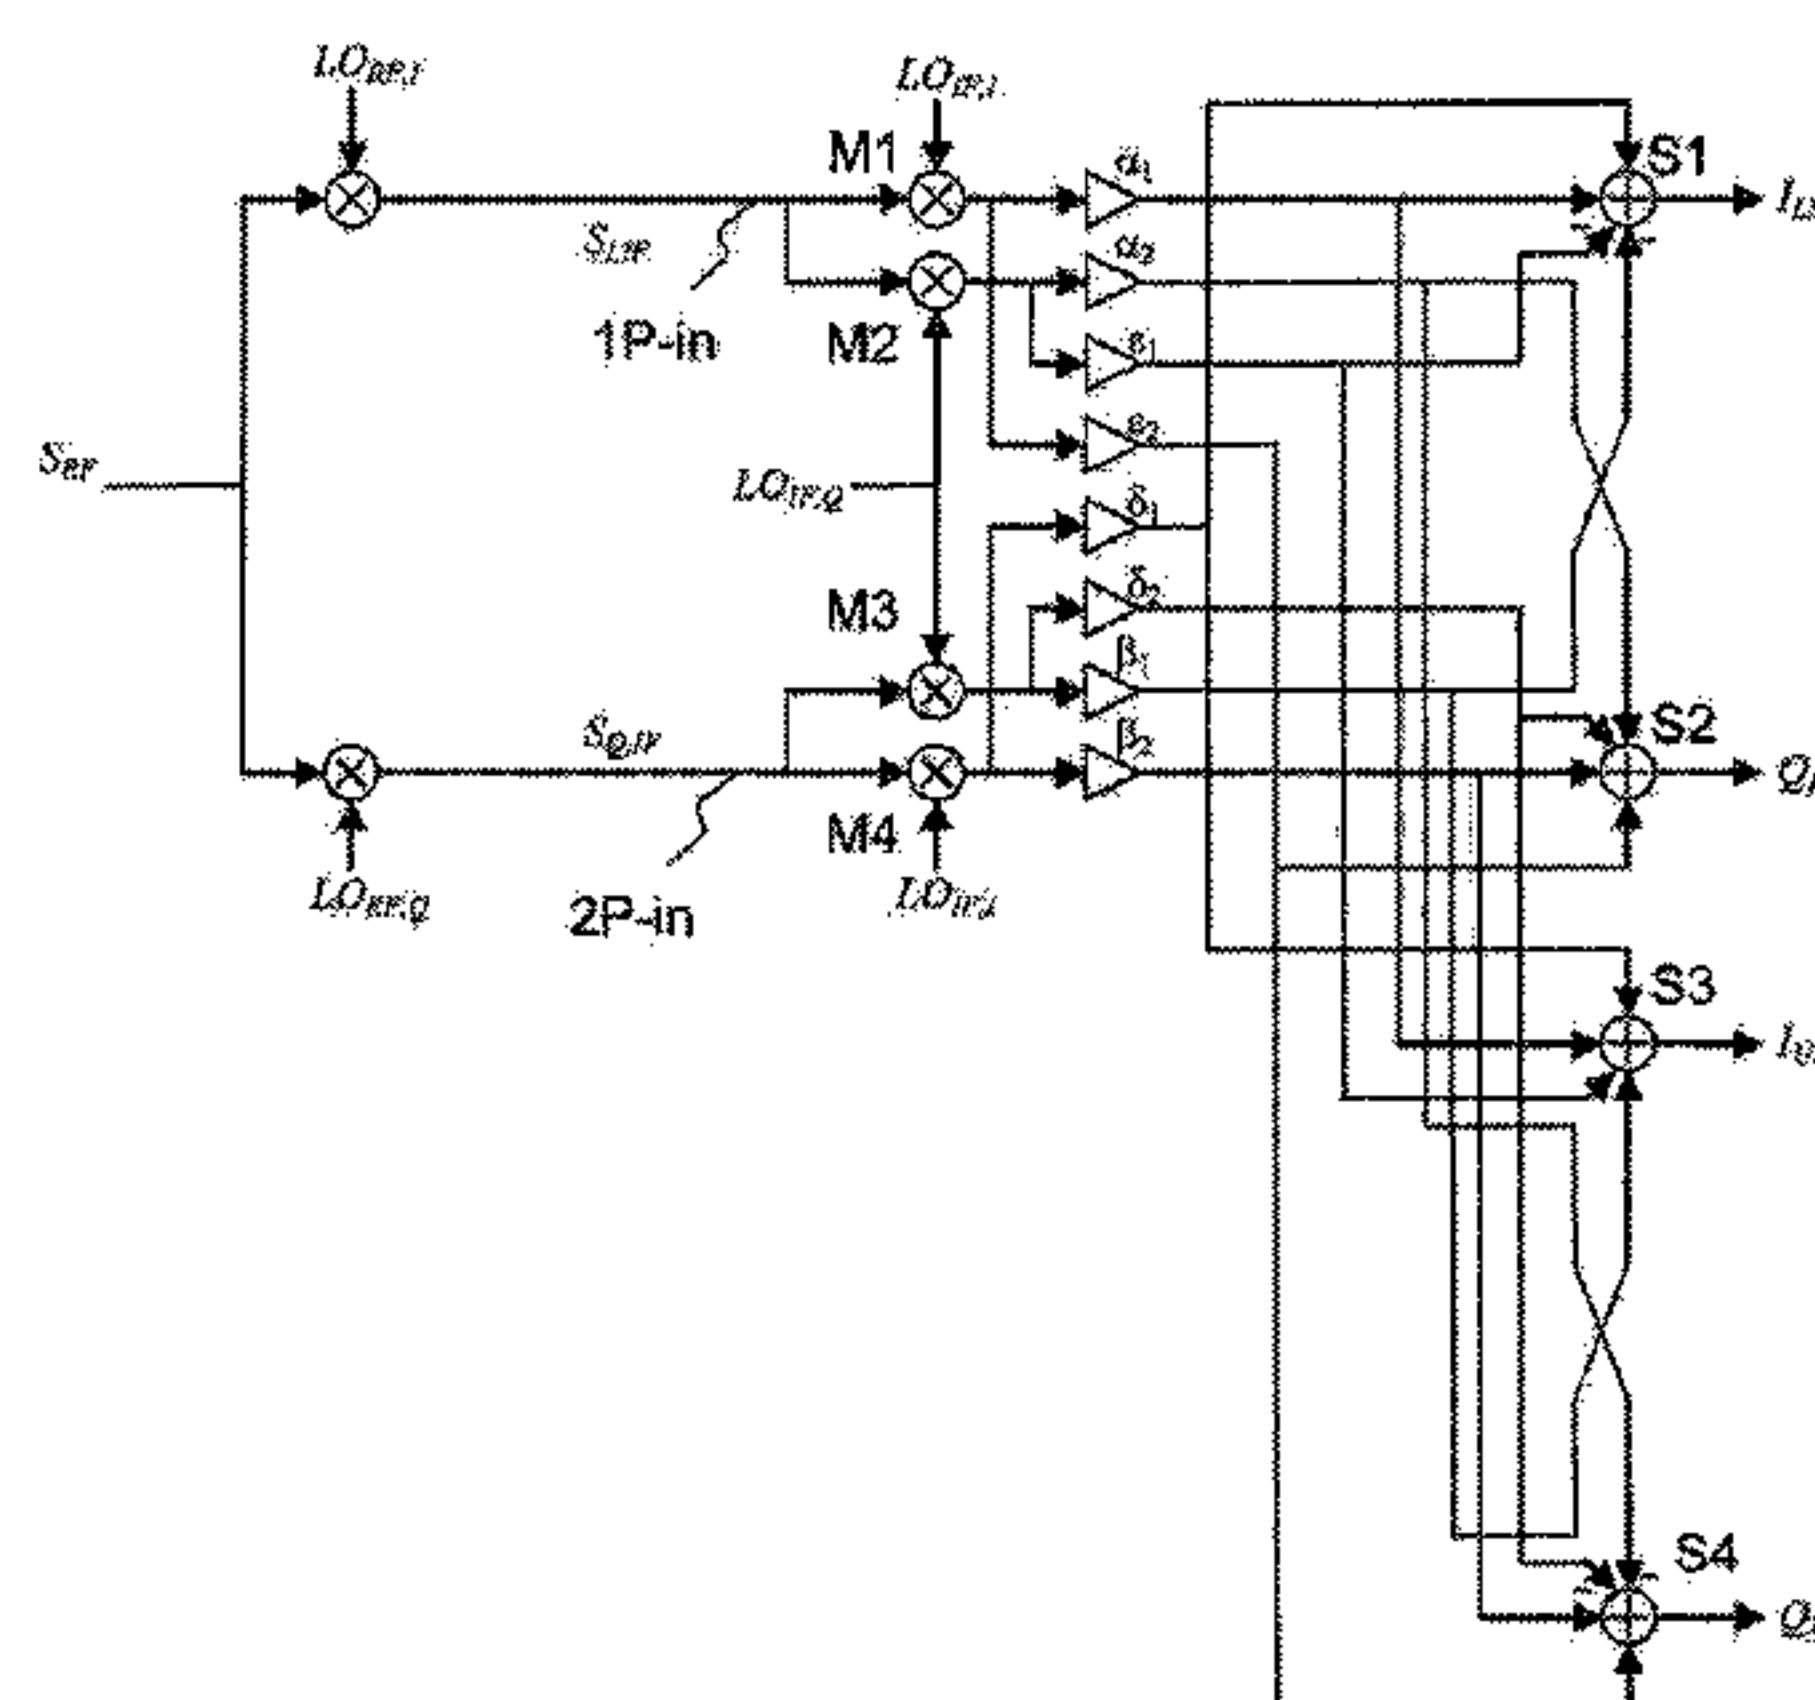 LO_RF,I
LO_IF,I
M1
α1
S1
S_I,IF
α2
1P-in
M2
ε1
ε2
S_RF
LO_IF,Q
δ1
M3
δ2
β1
S_Q,IF
β2
S2
M4
LO_RF,Q
LO_IF,I
2P-in
S3
S4